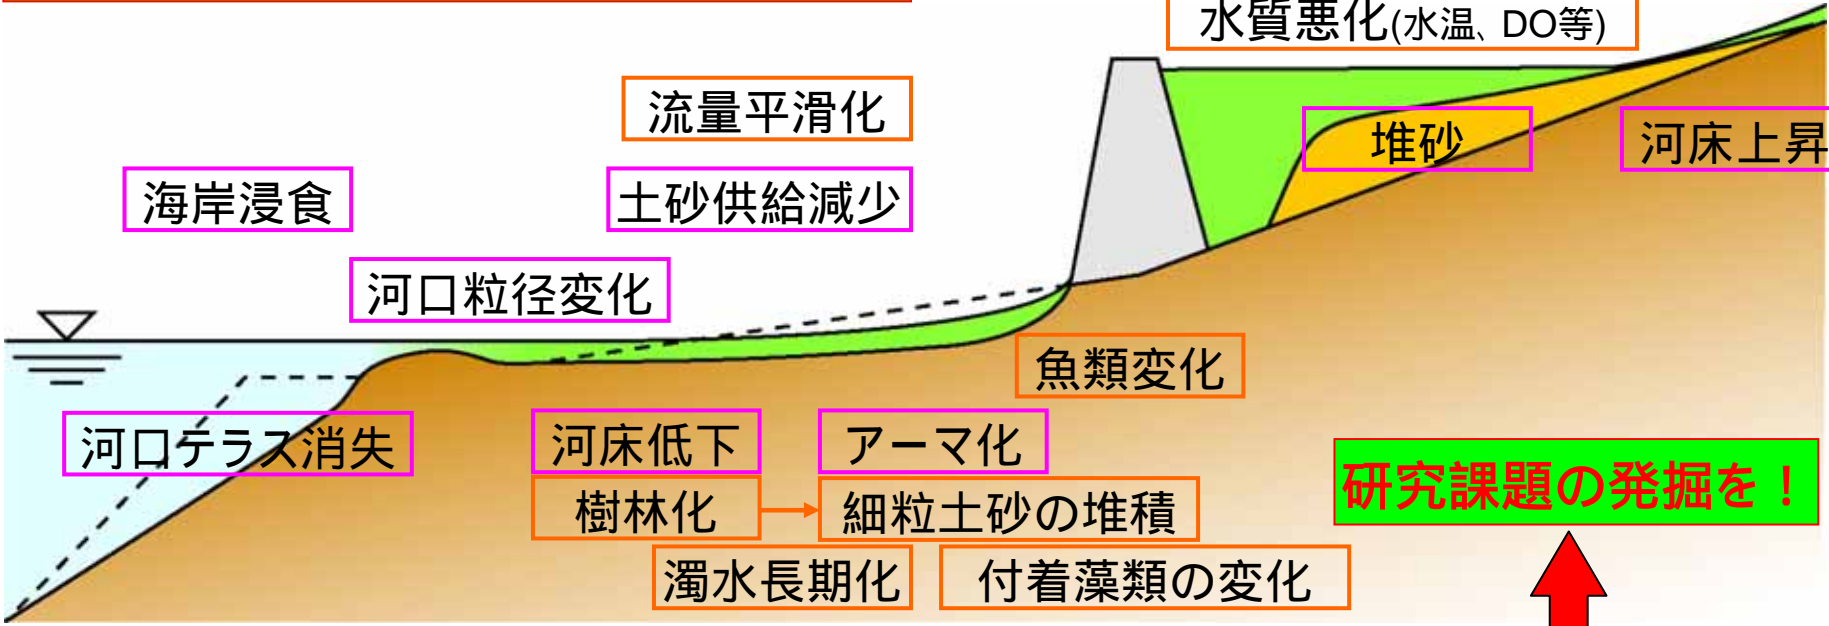 水質悪化(水温、DO等)
流量平滑化
堆砂
河床上昇
海岸浸食
土砂供給減少
河口粒径変化
魚類変化
河口テラス消失
河床低下
アーマ化
研究課題の発掘を！
樹林化
細粒土砂の堆積
濁水長期化
付着藻類の変化